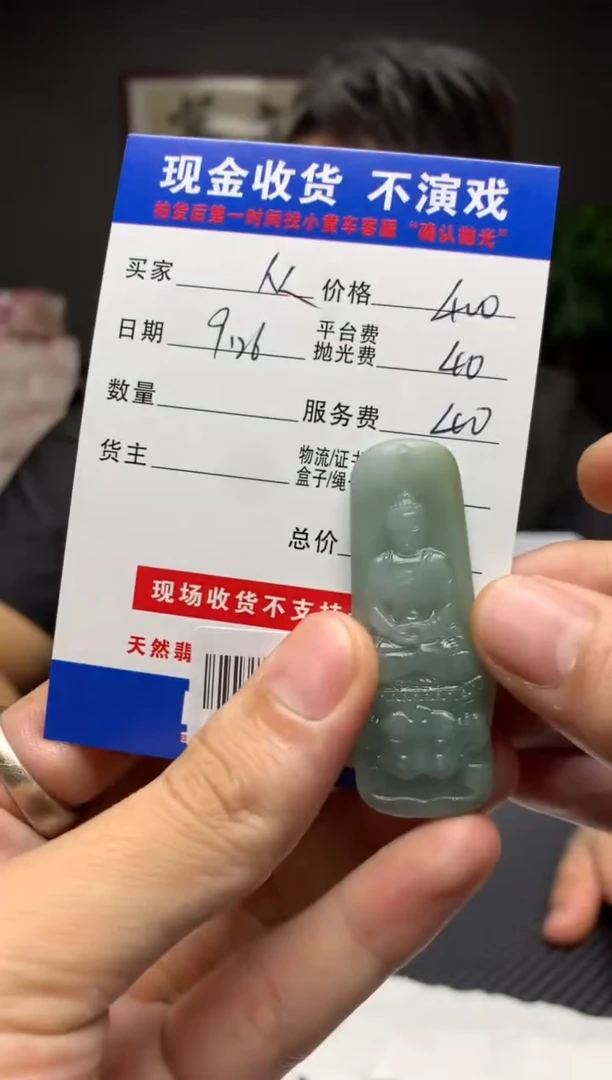 现金收货 不演戏
拍货后第一时间找小黄车客服 “确认抛光”
买家 价格 400
日期 9.26 平台费
抛光费 40
数量 服务费 40
货主 物流/证
盒子/绳
总价
现场收货不支持
天然翡